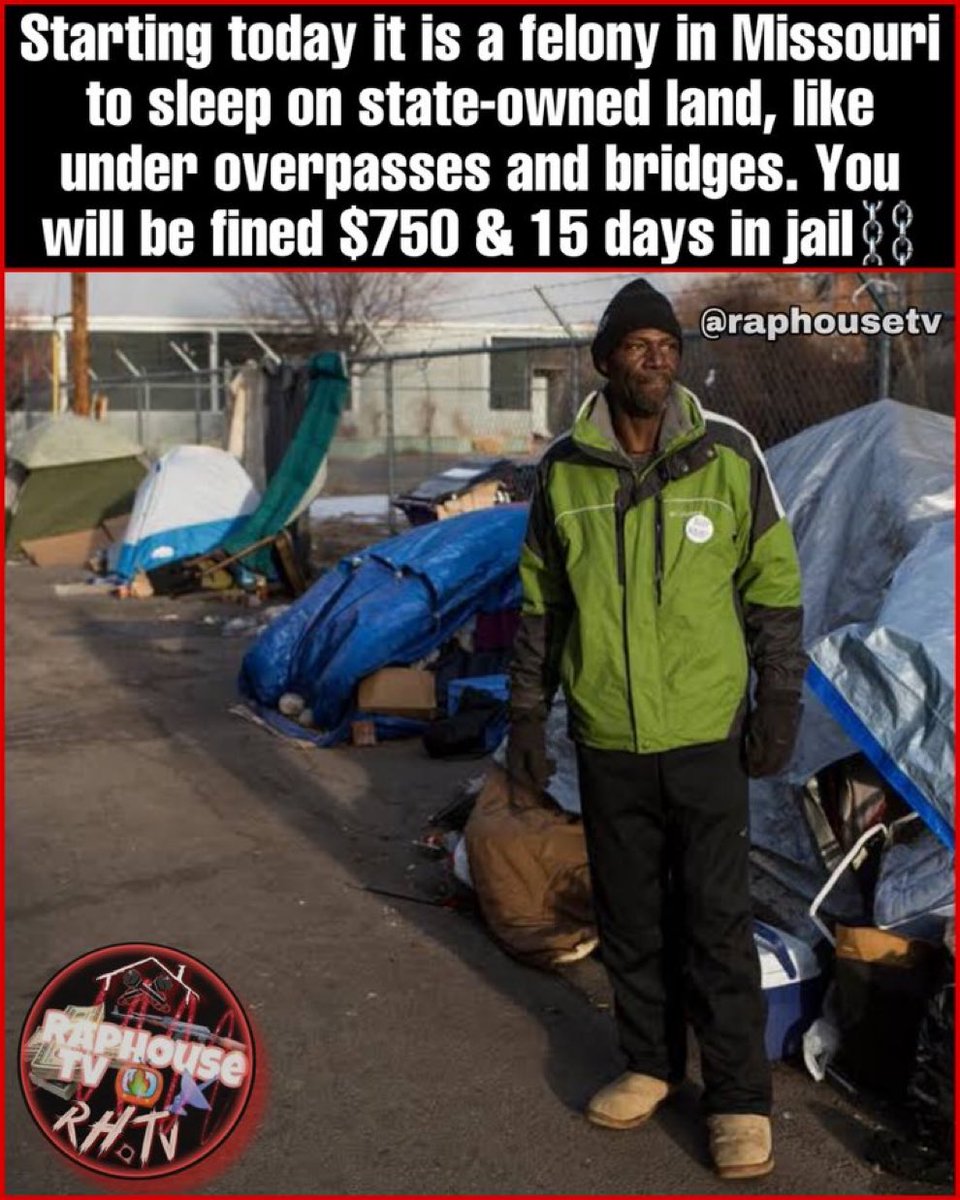 Starting today it is a felony in Missouri
to sleep on state-owned land, like
under overpasses and bridges. You
will be fined $750 & 15 days in jail⛓️
@raphousetv
RAPHOUSE
TV
RH.TV